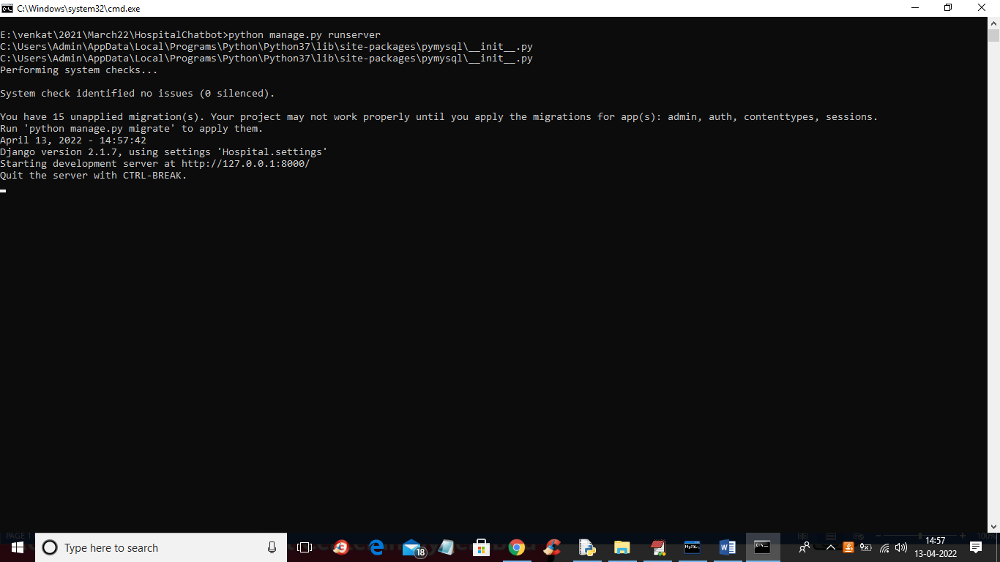 C:\Windows\system32\cmd.exe
E:\venkat\2021\March22\HospitalChatbot>python manage.py runserver
C:\Users\Admin\AppData\Local\Programs\Python\Python37\lib\site-packages\pymysql\__init__.py
C:\Users\Admin\AppData\Local\Programs\Python\Python37\lib\site-packages\pymysql\__init__.py
Performing system checks...
System check identified no issues (0 silenced).
You have 15 unapplied migration(s). Your project may not work properly until you apply the migrations for app(s): admin, auth, contenttypes, sessions.
Run 'python manage.py migrate' to apply them.
April 13, 2022 - 14:57:42
Django version 2.1.7, using settings 'Hospital.settings'
Starting development server at http://127.0.0.1:8000/
Quit the server with CTRL-BREAK.
PAGE 1
100%
Type here to search
18
MySQL
14:57
13-04-2022